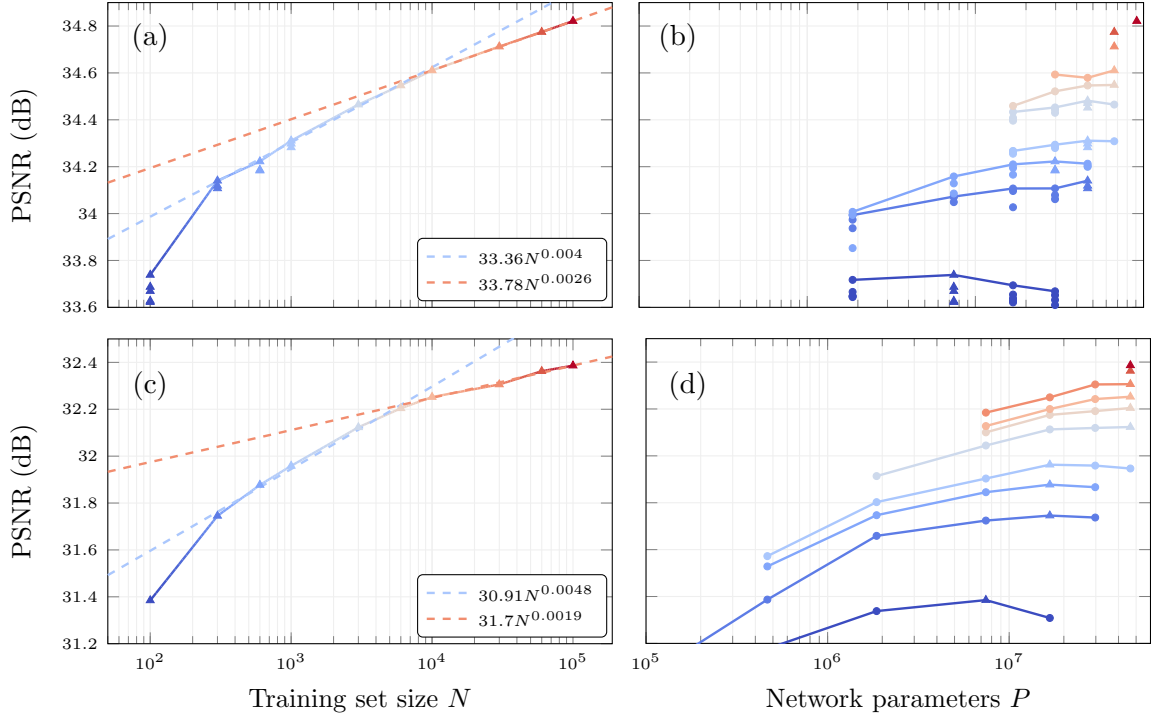 34.8
34.6
34.4
34.2
34
33.8
33.6
PSNR (dB)
(a)
33.36N^0.004
33.78N^0.0026
(b)
32.4
32.2
32
31.8
31.6
31.4
31.2
PSNR (dB)
(c)
30.91N^0.0048
31.7N^0.0019
10^2
10^3
10^4
10^5
Training set size N
(d)
10^5
10^6
10^7
Network parameters P